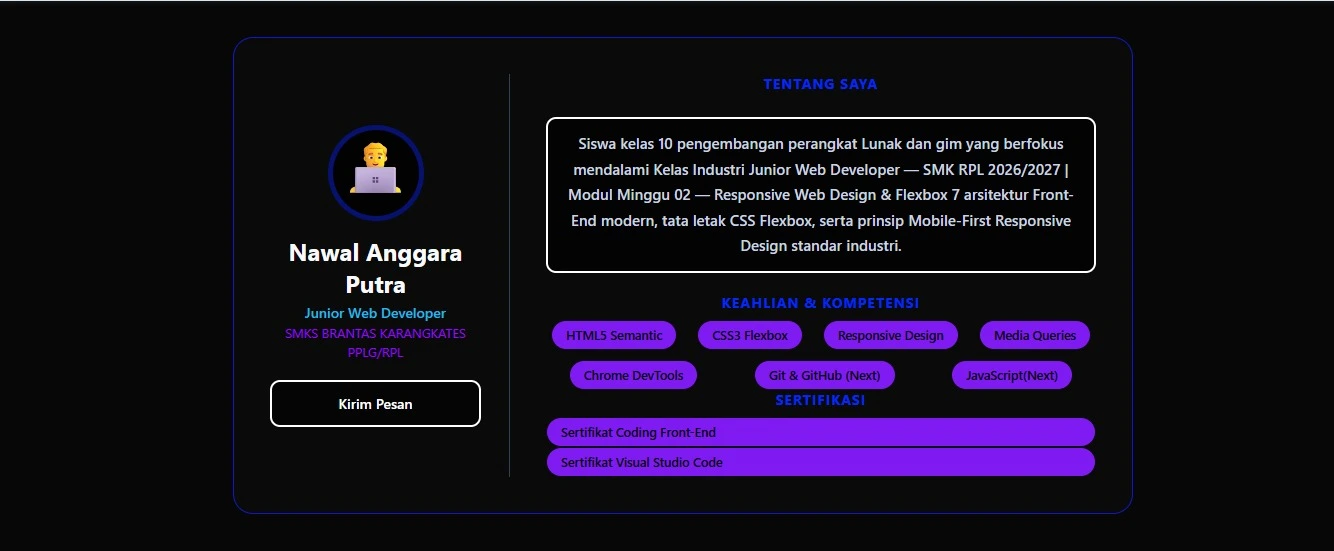 Nawal Anggara
Putra
Junior Web Developer
SMKS BRANTAS KARANGKATES
PPLG/RPL
Kirim Pesan
TENTANG SAYA
Siswa kelas 10 pengembangan perangkat Lunak dan gim yang berfokus
mendalami Kelas Industri Junior Web Developer — SMK RPL 2026/2027 |
Modul Minggu 02 — Responsive Web Design & Flexbox 7 arsitektur Front-
End modern, tata letak CSS Flexbox, serta prinsip Mobile-First Responsive
Design standar industri.
KEAHLIAN & KOMPETENSI
HTML5 Semantic CSS3 Flexbox Responsive Design Media Queries
Chrome DevTools Git & GitHub (Next) JavaScript(Next)
SERTIFIKASI
Sertifikat Coding Front-End
Sertifikat Visual Studio Code